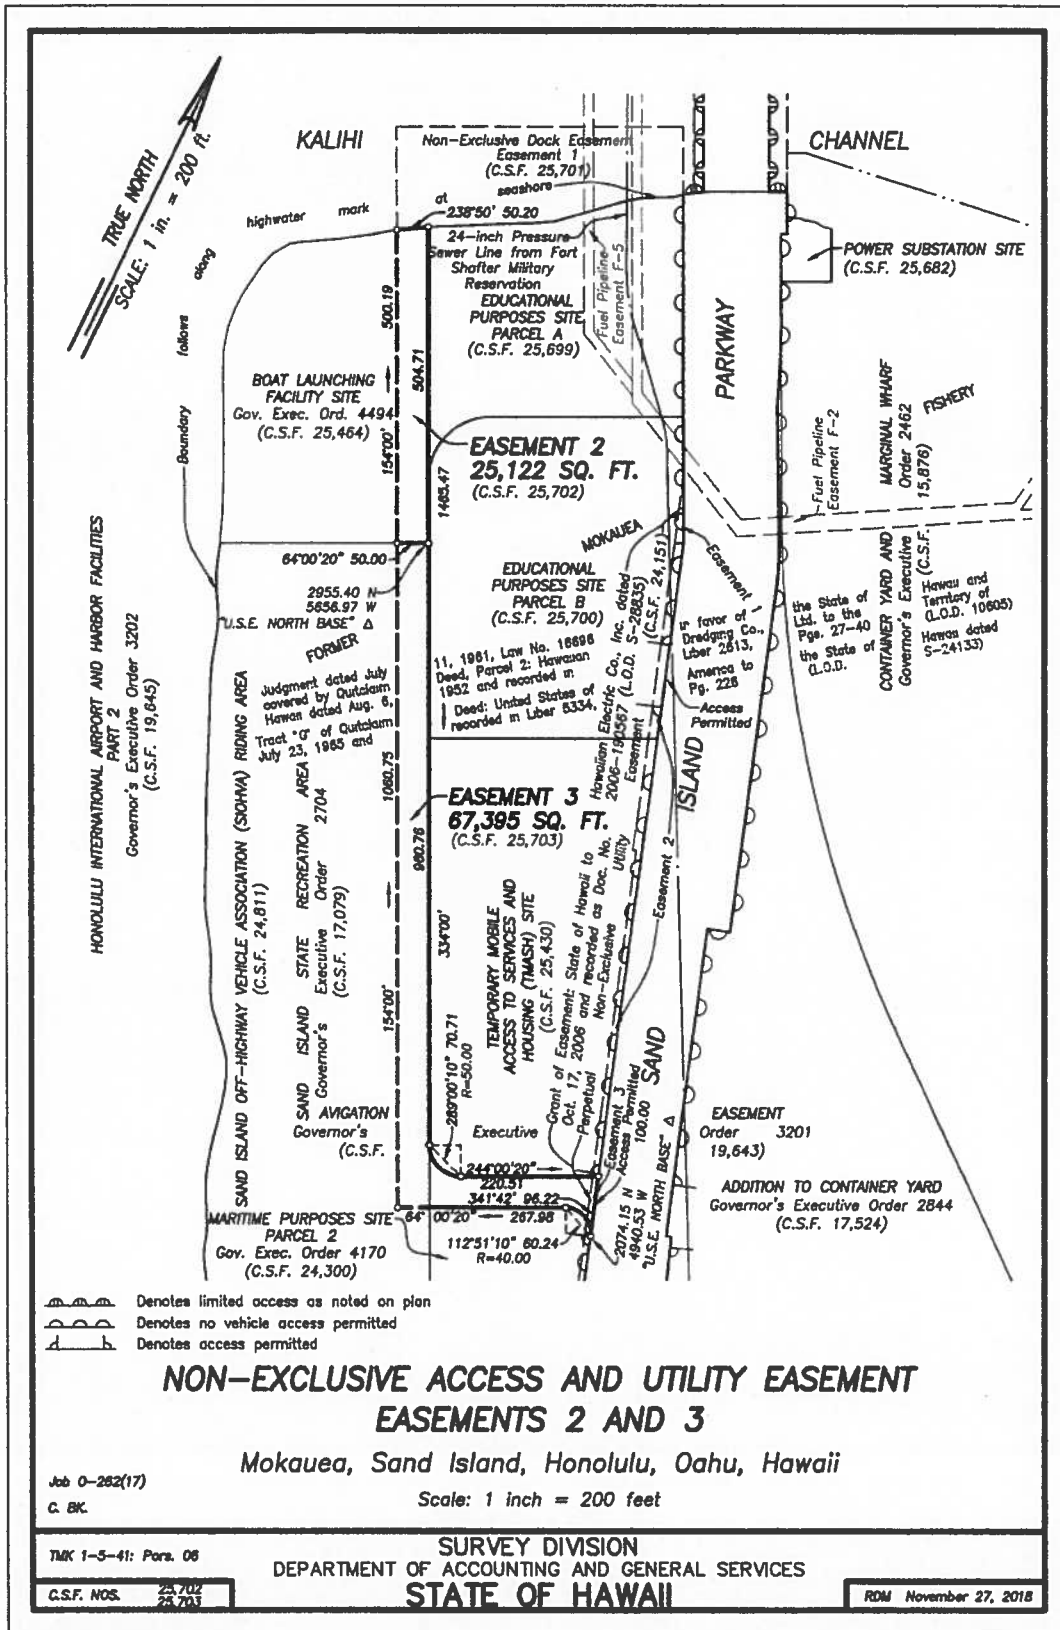 TRUE NORTH
SCALE: 1 in. = 200 ft.
KALIHI
CHANNEL
Non-Exclusive Dock Easement
Easement 1
(C.S.F. 25,701)
Boundary follows along highwater mark at seashore
238°50' 50.20
24-inch Pressure
Sewer Line from Fort
Shafter Military
Reservation
EDUCATIONAL
PURPOSES SITE
PARCEL A
(C.S.F. 25,699)
Fuel Pipeline
Easement F-5
POWER SUBSTATION SITE
(C.S.F. 25,682)
PARKWAY
500.19
504.71
BOAT LAUNCHING
FACILITY SITE
Gov. Exec. Ord. 4494
(C.S.F. 25,464)
154°00'
1465.47
EASEMENT 2
25,122 SQ. FT.
(C.S.F. 25,702)
Fuel Pipeline
Easement F-2
MARGINAL WHARF
Order 2462
15,876)
FISHERY
CONTAINER YARD AND
Governor's Executive
(C.S.F.
MOKAUEA
Easement 1
64°00'20" 50.00
2955.40 N
5656.97 W
"U.S.E. NORTH BASE" Δ
EDUCATIONAL
PURPOSES SITE
PARCEL B
(C.S.F. 25,700)
FORMER
Judgment dated July
covered by Quitclaim
Hawaii dated Aug. 6,
Tract "G" of Quitclaim
July 23, 1965 and
11, 1961, Law No. 16696
Deed, Parcel 2: Hawaiian
1952 and recorded in
Deed: United States of
recorded in Liber 5334,
in favor of
Dredging Co.,
Liber 2613,
America to
Pg. 226
the State of
Ltd. to the
Pgs. 27-40
the State of
(L.O.D.
Hawaii and
Territory of
(L.O.D. 10605)
Hawaii dated
S-24133)
Access
Permitted
HONOLULU INTERNATIONAL AIRPORT AND HARBOR FACILITIES
PART 2
Governor's Executive Order 3202
(C.S.F. 19,645)
SAND ISLAND OFF-HIGHWAY VEHICLE ASSOCIATION (SIOHVA) RIDING AREA
(C.S.F. 24,811)
SAND ISLAND STATE RECREATION AREA
Governor's Executive Order 2704
(C.S.F. 17,079)
1060.75
960.76
EASEMENT 3
67,395 SQ. FT.
(C.S.F. 25,703)
334°00'
154°00'
TEMPORARY MOBILE
ACCESS TO SERVICES AND
HOUSING (TMASH) SITE
(C.S.F. 25,430)
Grant of Easement: State of Hawaii to Hawaiian Electric Co., Inc. dated
Oct. 17, 2006 and recorded as Doc. No. 2006-190567 (L.O.D. S-28835)
Perpetual Non-Exclusive Utility Easement (C.S.F. 24,151)
Easement 2
SAND ISLAND
289°00'10" 70.71
R=50.00
AVIGATION
Governor's
(C.S.F.
Executive
EASEMENT
Order 3201
19,643)
Easement 3
Access Permitted
100.00
244°00'20"
220.51
341°42' 96.22
64°00'20" 267.98
112°51'10" 60.24
R=40.00
2074.15 N
4940.53 W
"U.S.E. NORTH BASE" Δ
ADDITION TO CONTAINER YARD
Governor's Executive Order 2844
(C.S.F. 17,524)
MARITIME PURPOSES SITE
PARCEL 2
Gov. Exec. Order 4170
(C.S.F. 24,300)
Denotes limited access as noted on plan
Denotes no vehicle access permitted
Denotes access permitted
NON-EXCLUSIVE ACCESS AND UTILITY EASEMENT
EASEMENTS 2 AND 3
Mokauea, Sand Island, Honolulu, Oahu, Hawaii
Scale: 1 inch = 200 feet
Job O-262(17)
C. BK.
TMK 1-5-41: Pors. 06
C.S.F. NOS. 25,702
25,703
SURVEY DIVISION
DEPARTMENT OF ACCOUNTING AND GENERAL SERVICES
STATE OF HAWAII
RDM November 27, 2018